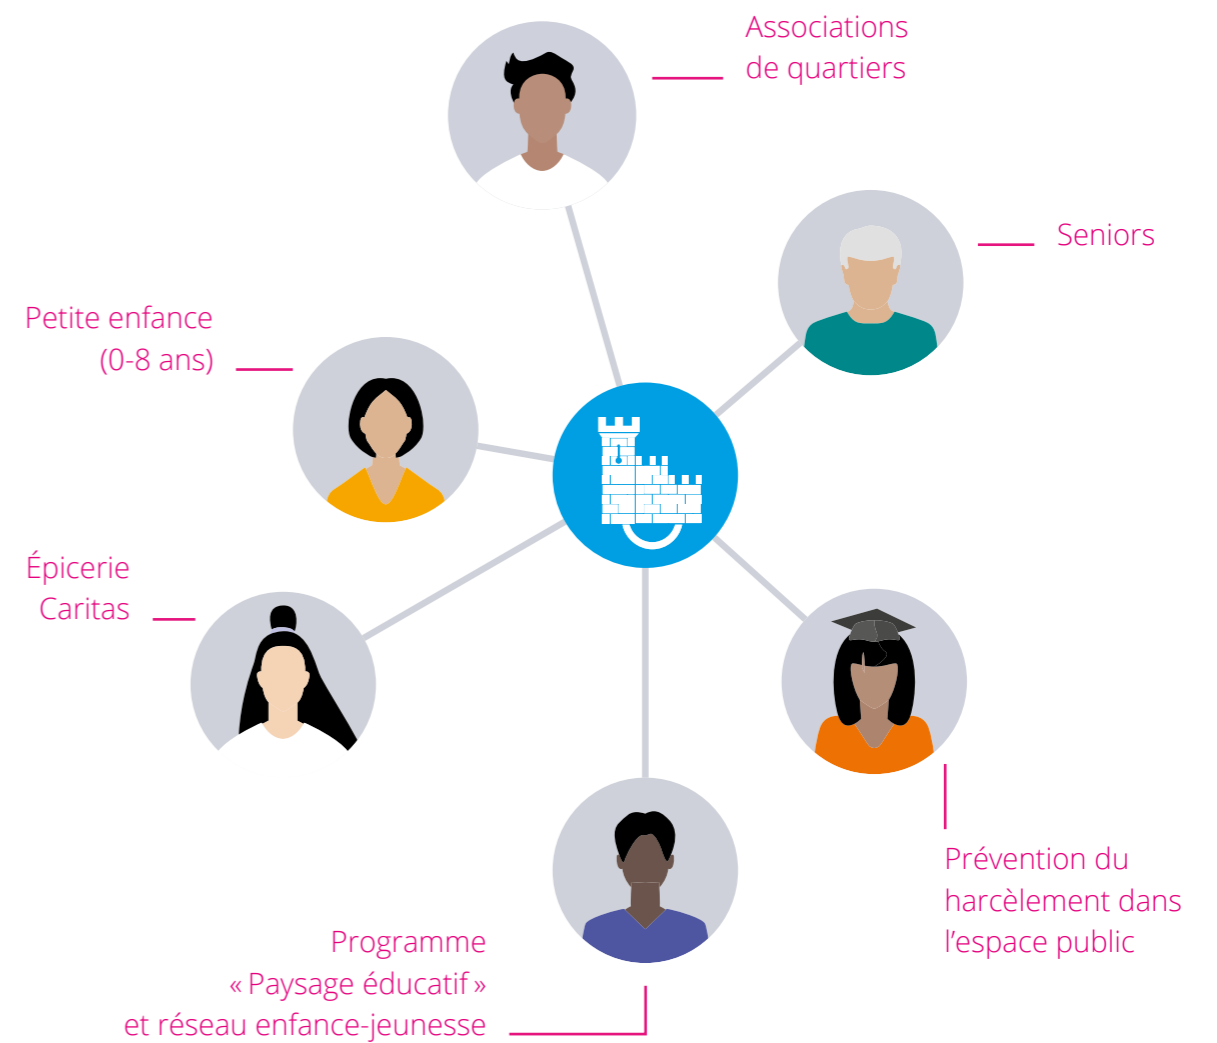 Associations
de quartiers
Seniors
Petite enfance
(0-8 ans)
Épicerie
Caritas
Prévention du
harcèlement dans
l’espace public
Programme
« Paysage éducatif »
et réseau enfance-jeunesse